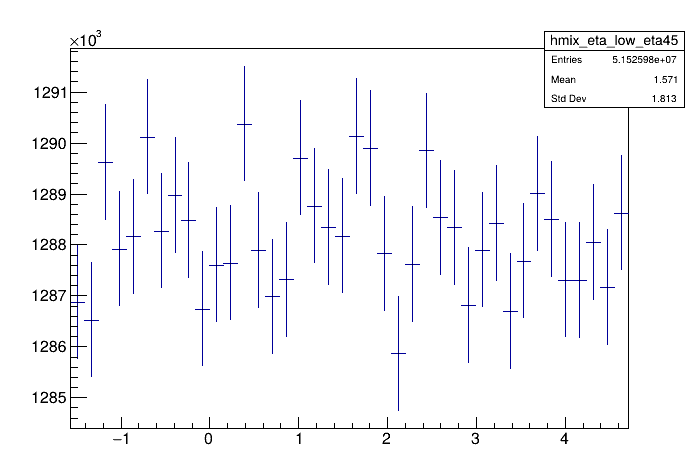 ×10³
hmix_eta_low_eta45
Entries 5.152598e+07
Mean 1.571
Std Dev 1.813
1291
1290
1289
1288
1287
1286
1285
−1 0 1 2 3 4